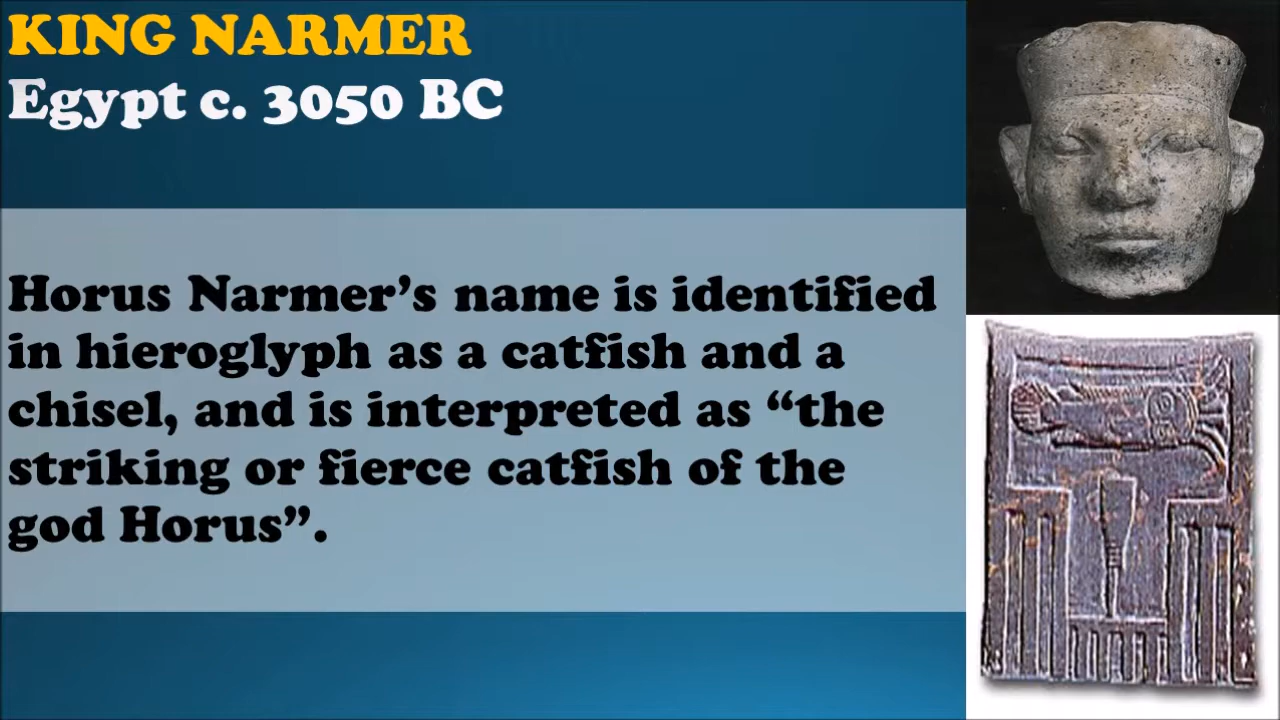 KING NARMER
Egypt c. 3050 BC
Horus Narmer’s name is identified
in hieroglyph as a catfish and a
chisel, and is interpreted as “the
striking or fierce catfish of the
god Horus”.